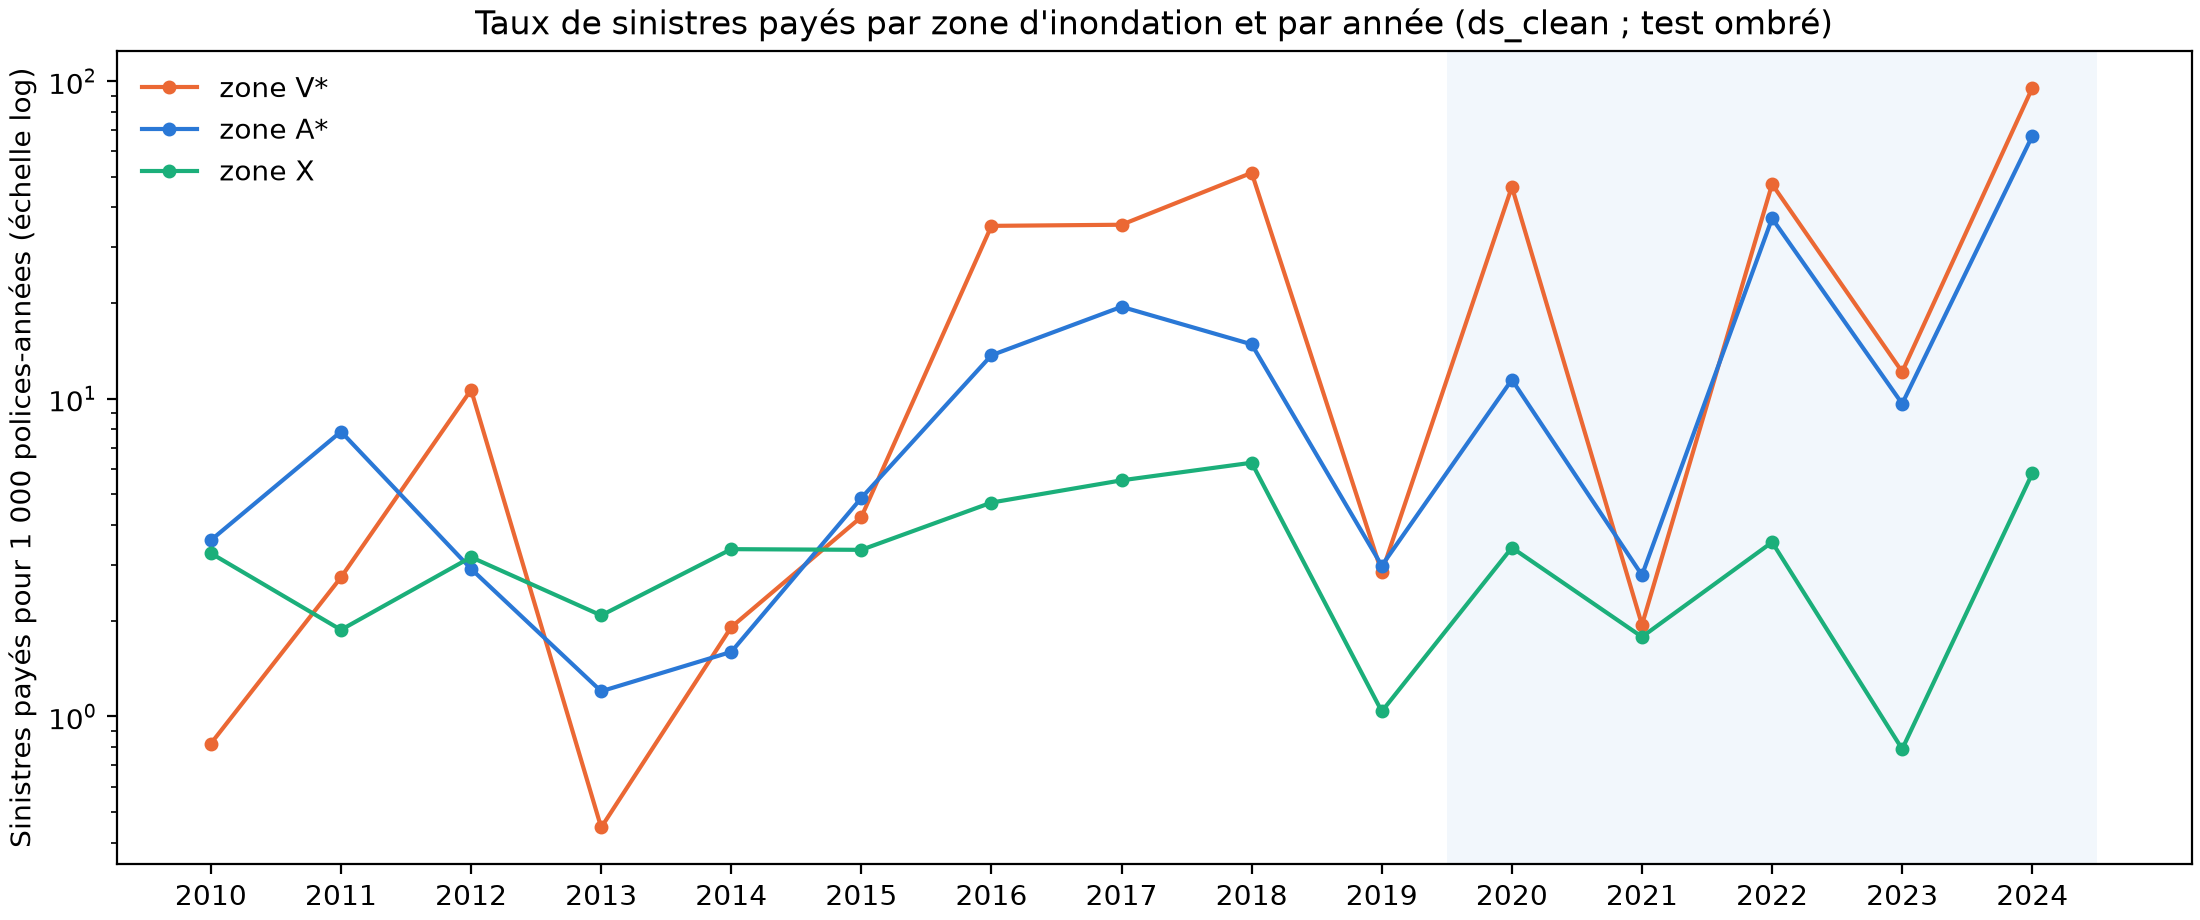 Taux de sinistres payés par zone d'inondation et par année (ds_clean ; test ombré)
Sinistres payés pour 1 000 polices-années (échelle log)
10²
10¹
10⁰
zone V*
zone A*
zone X
2010 2011 2012 2013 2014 2015 2016 2017 2018 2019 2020 2021 2022 2023 2024